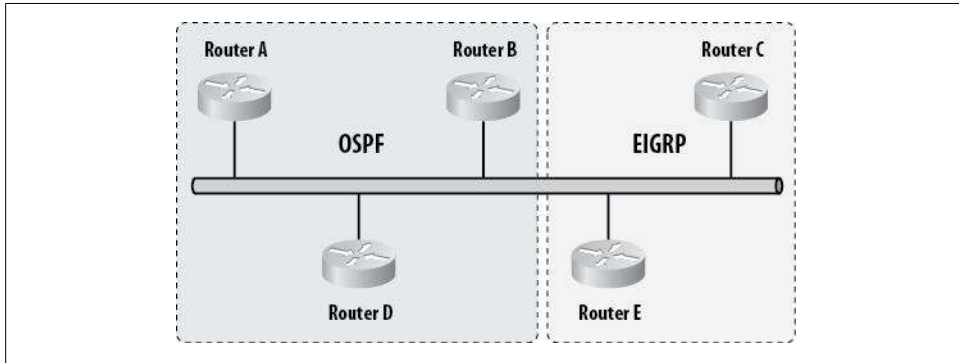 Router A
Router B
Router C
OSPF
EIGRP
Router D
Router E